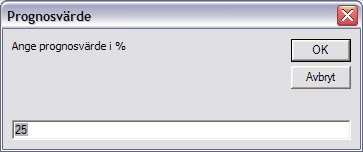 Prognosvärde
Ange prognosvärde i %
OK
Avbryt
25